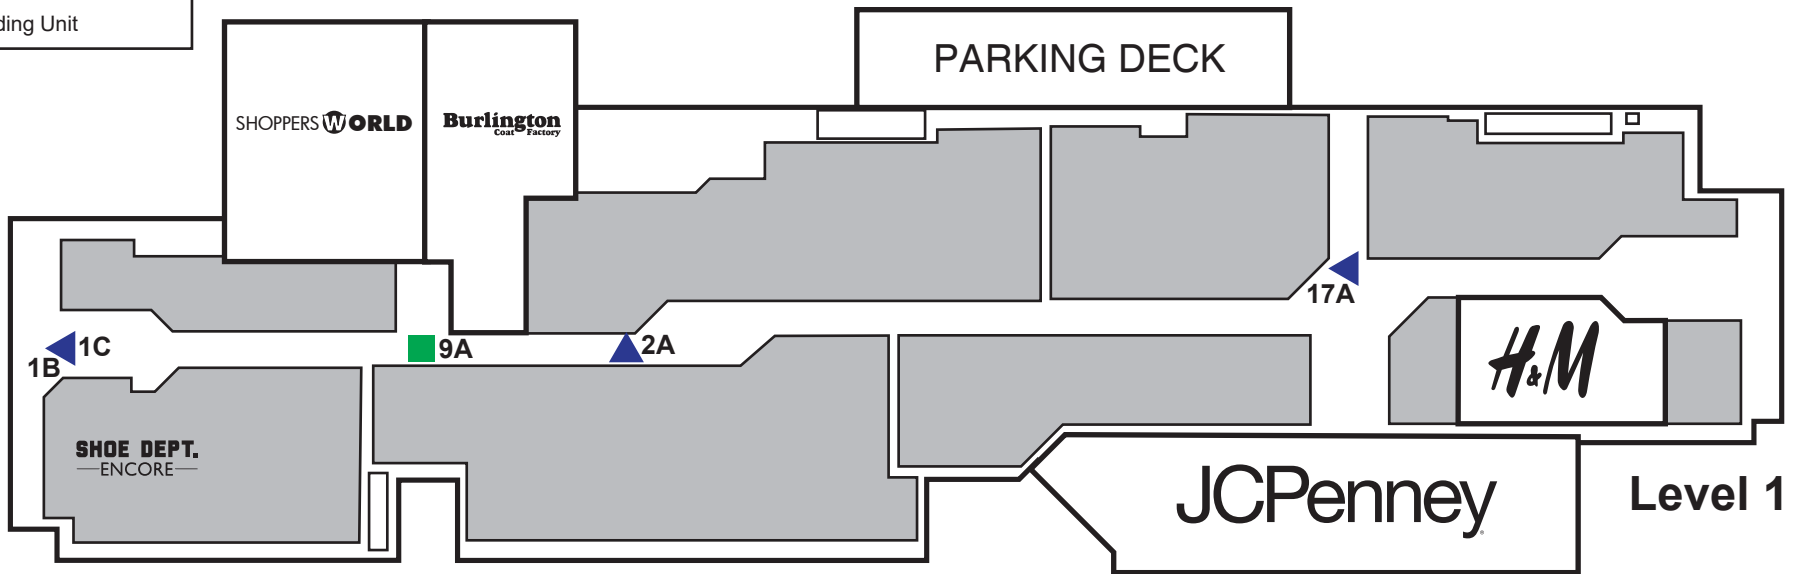 ding Unit
PARKING DECK
SHOPPERS WORLD
Burlington
Coat Factory
17A
1C
1B
9A
2A
H&M
SHOE DEPT.
ENCORE
JCPenney
Level 1